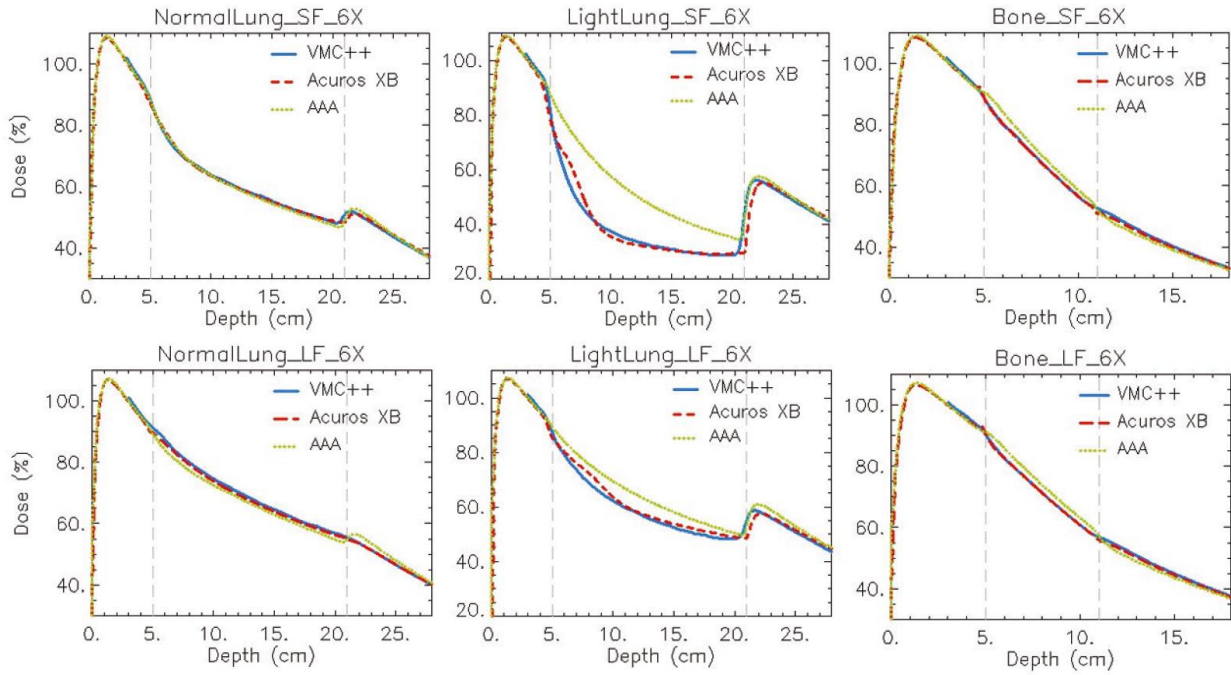 NormalLung_SF_6X
VMC++
Acuros XB
AAA
Dose (%)
100.
80.
60.
40.
0. 5. 10. 15. 20. 25.
Depth (cm)
LightLung_SF_6X
VMC++
Acuros XB
AAA
100.
80.
60.
40.
20.
0. 5. 10. 15. 20. 25.
Depth (cm)
Bone_SF_6X
VMC++
Acuros XB
AAA
100.
80.
60.
40.
0. 5. 10. 15.
Depth (cm)
NormalLung_LF_6X
VMC++
Acuros XB
AAA
Dose (%)
100.
80.
60.
40.
0. 5. 10. 15. 20. 25.
Depth (cm)
LightLung_LF_6X
VMC++
Acuros XB
AAA
100.
80.
60.
40.
20.
0. 5. 10. 15. 20. 25.
Depth (cm)
Bone_LF_6X
VMC++
Acuros XB
AAA
100.
80.
60.
40.
0. 5. 10. 15.
Depth (cm)